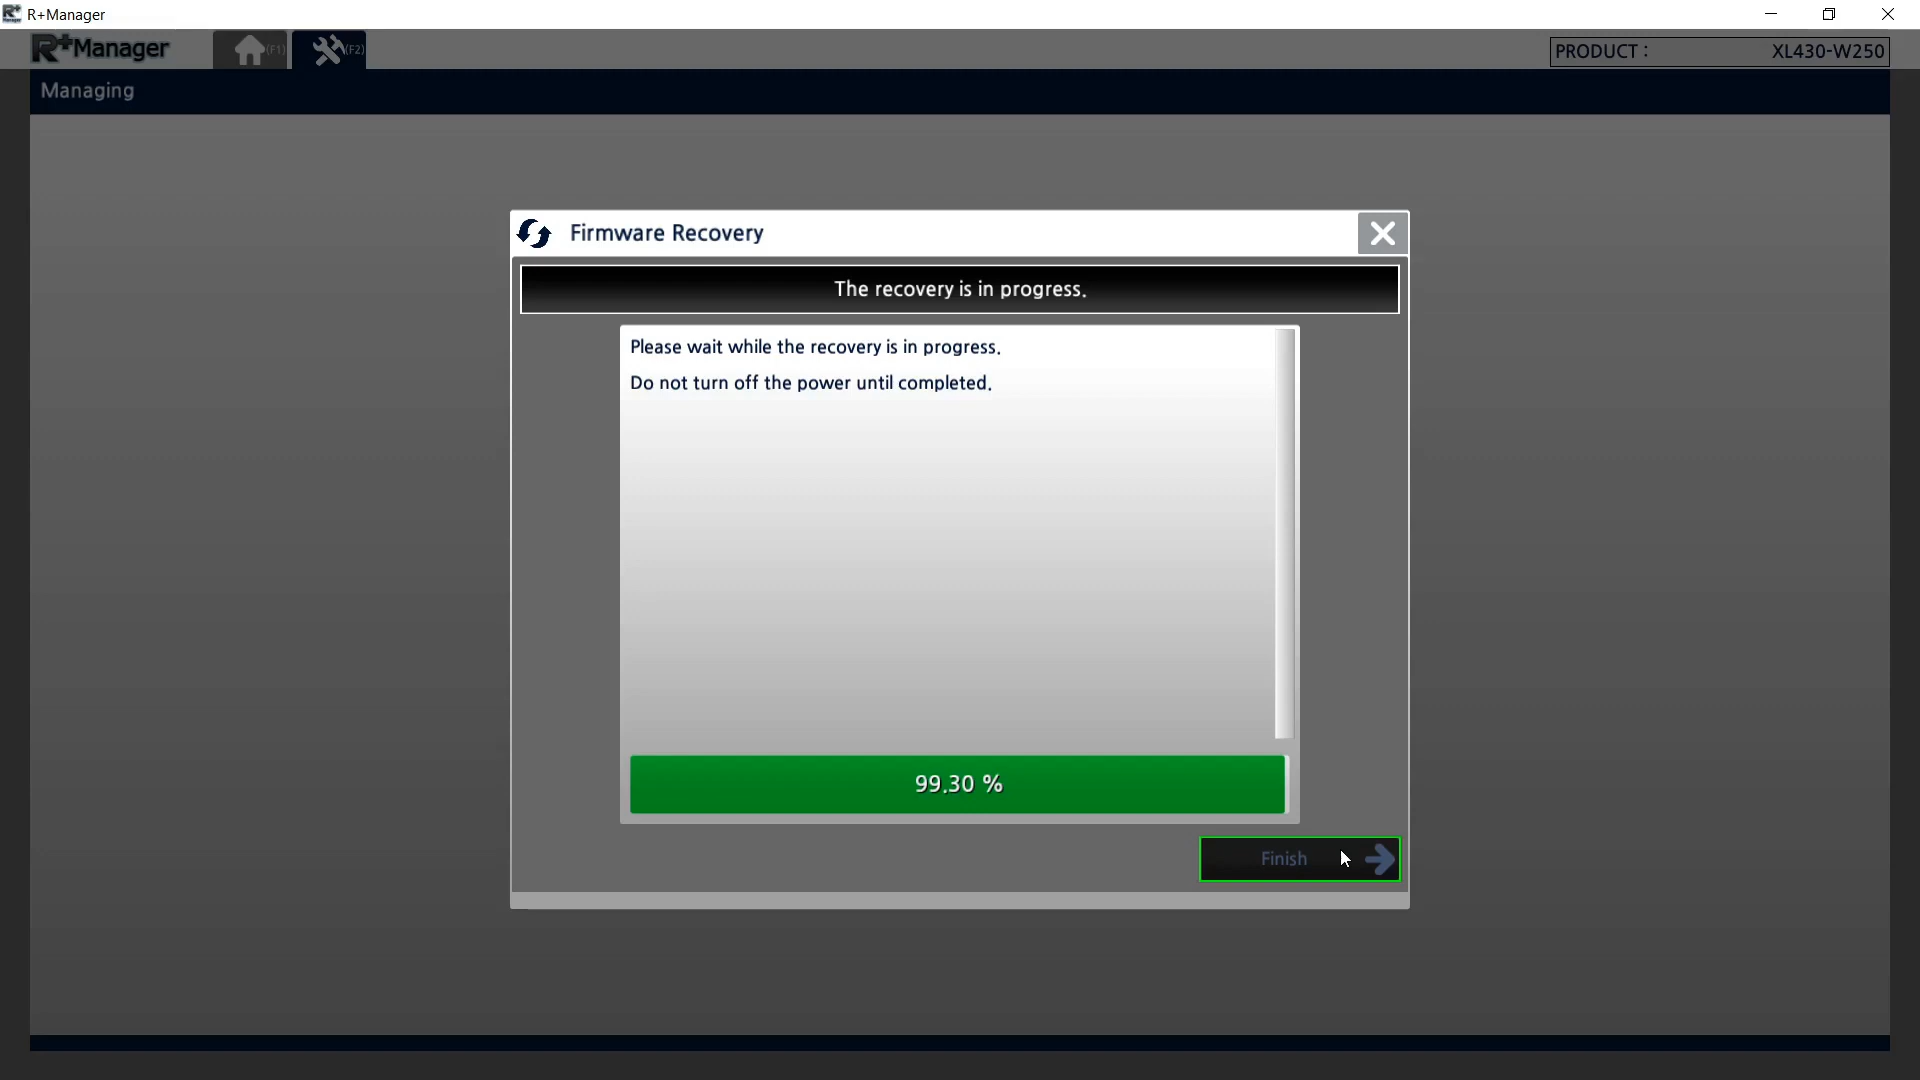 R+Manager
R+Manager
(F1)
(F2)
PRODUCT : XL430-W250
Managing
Firmware Recovery
The recovery is in progress.
Please wait while the recovery is in progress.
Do not turn off the power until completed.
99.30 %
Finish